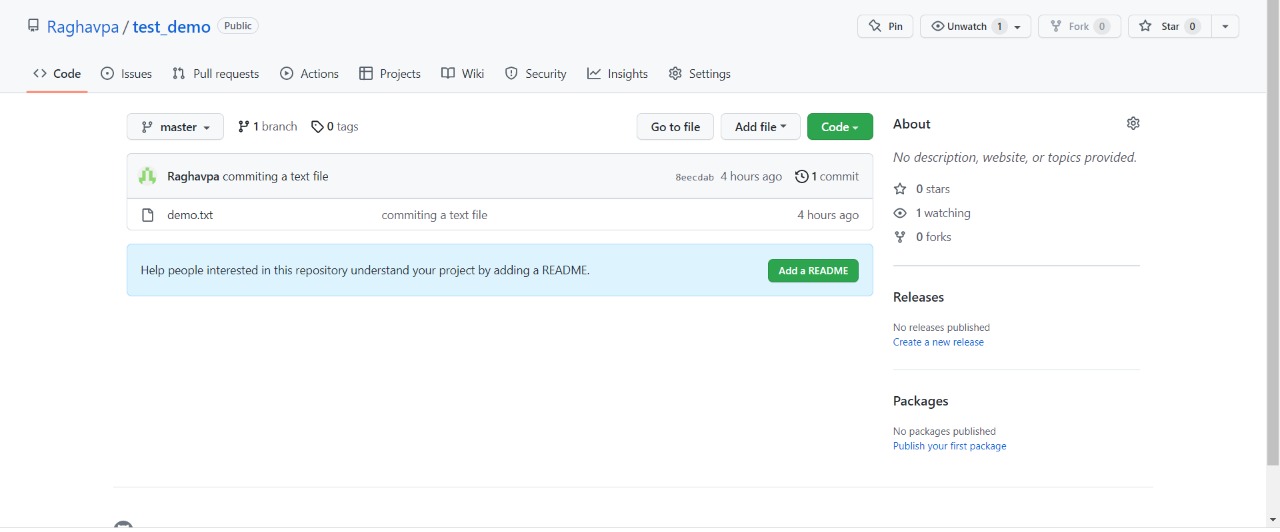 Raghavpa / test_demo Public
Pin Unwatch 1 Fork 0 Star 0
Code Issues Pull requests Actions Projects Wiki Security Insights Settings
master 1 branch 0 tags Go to file Add file Code
Raghavpa commiting a text file 8eecdab 4 hours ago 1 commit
demo.txt commiting a text file 4 hours ago
Help people interested in this repository understand your project by adding a README. Add a README
About
No description, website, or topics provided.
0 stars
1 watching
0 forks
Releases
No releases published
Create a new release
Packages
No packages published
Publish your first package